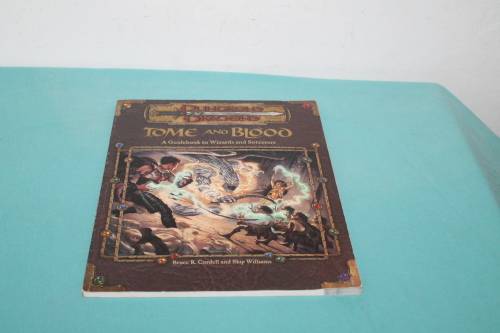 Dungeons
& Dragons
Tome and Blood
A Guidebook to Wizards and Sorcerers
Bruce R. Cordell and Skip Williams